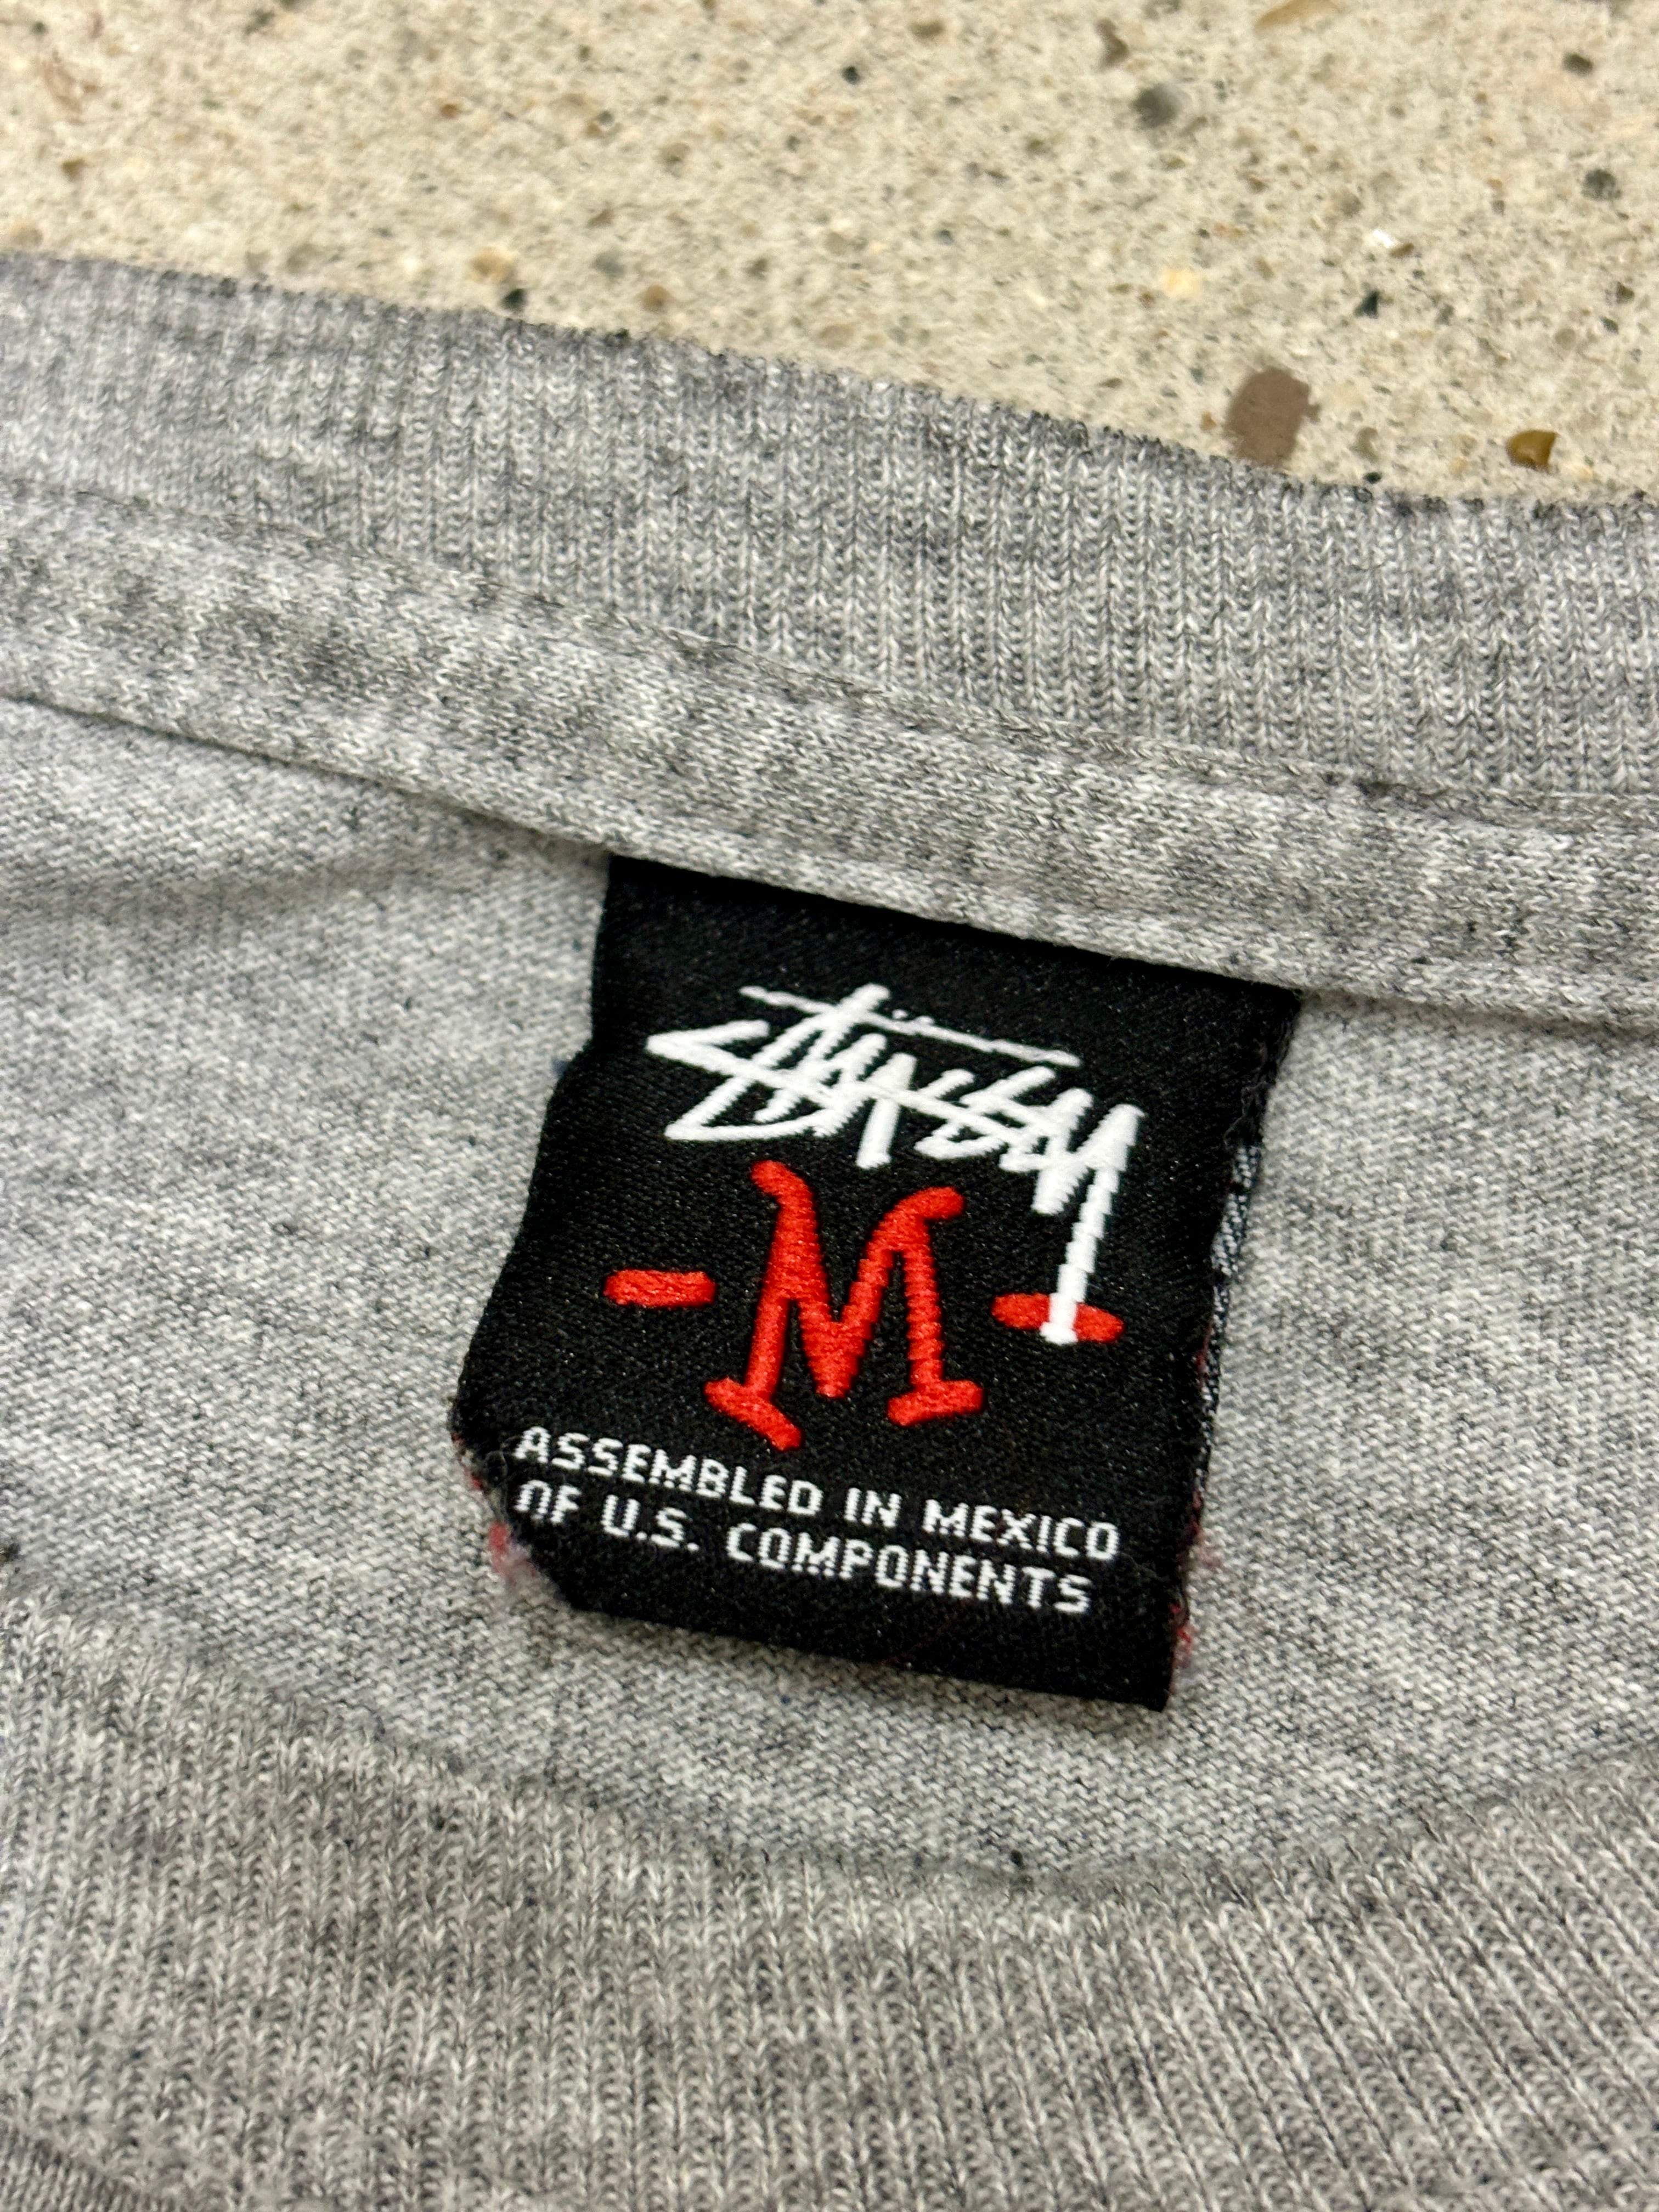 Stüssy
- M -
ASSEMBLED IN MEXICO
OF U.S. COMPONENTS